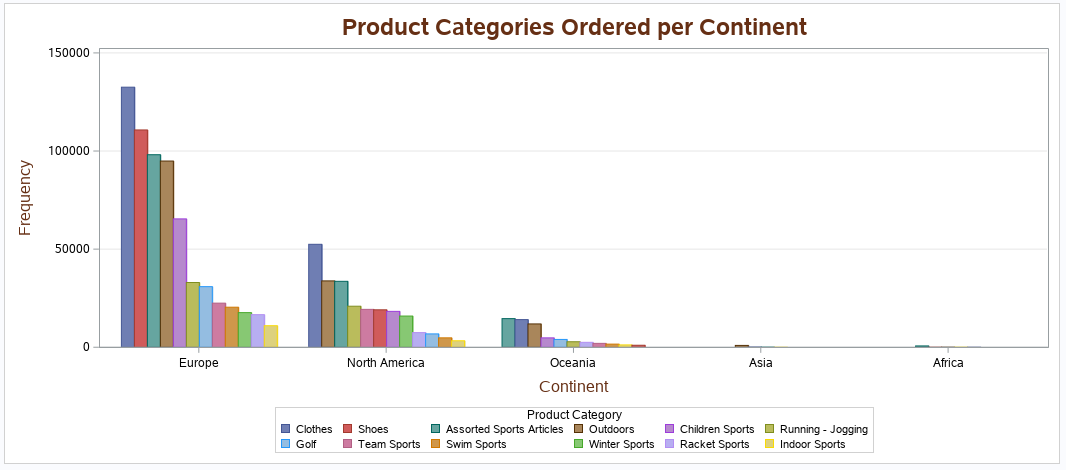 Product Categories Ordered per Continent
150000
100000
50000
0
Frequency
Europe
North America
Oceania
Asia
Africa
Continent
Product Category
Clothes
Shoes
Assorted Sports Articles
Outdoors
Children Sports
Running - Jogging
Golf
Team Sports
Swim Sports
Winter Sports
Racket Sports
Indoor Sports